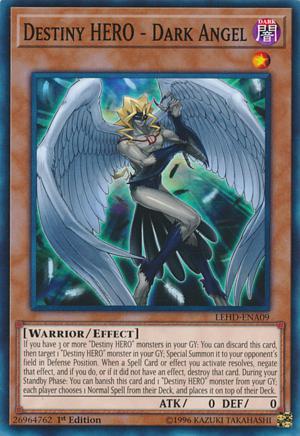 Destiny HERO - Dark Angel
DARK
闇
LEHD-ENA09
[WARRIOR/EFFECT]
If you have 3 or more "Destiny HERO" monsters in your GY: You can discard this card,
then target 1 "Destiny HERO" monster in your GY; Special Summon it to your opponent's
field in Defense Position. When a Spell Card or effect you activate resolves, negate
that effect, and if you do, or if it did not have an effect, destroy that card. During your
Standby Phase: You can banish this card and 1 "Destiny HERO" monster from your GY;
each player chooses 1 Normal Spell from their Deck, and places it on top of their Deck.
ATK/ 0 DEF/ 0
26964762 1st Edition ©1996 KAZUKI TAKAHASHI